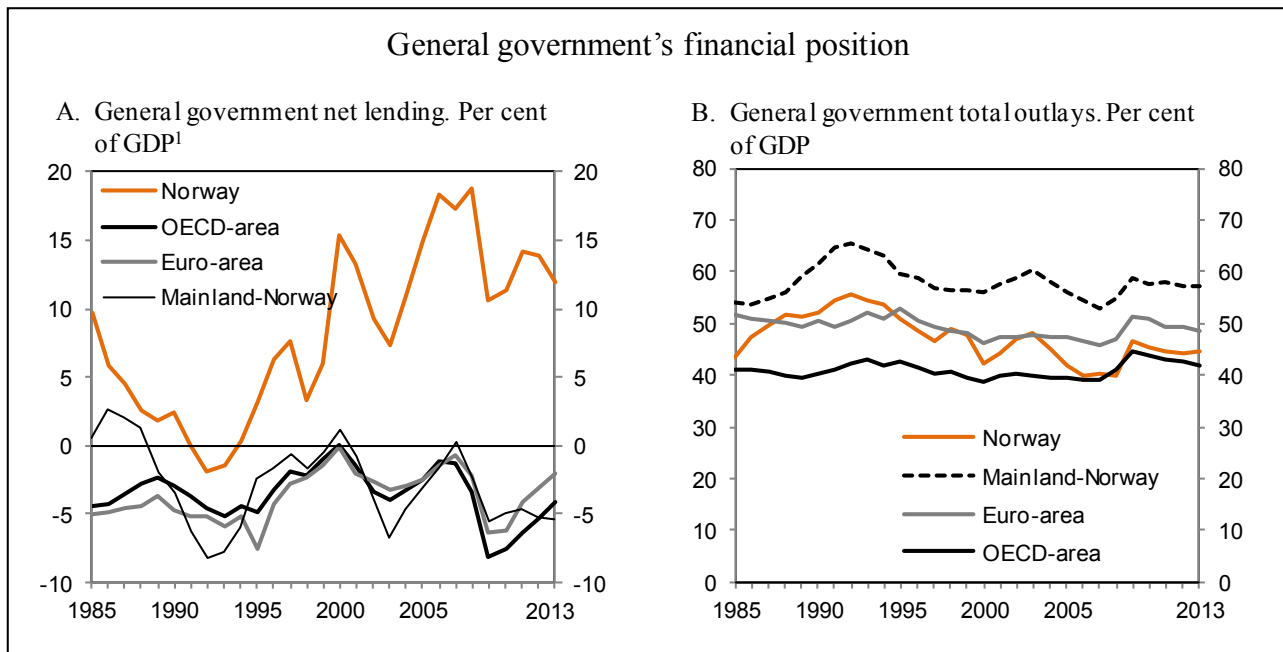 General government’s financial position
A. General government net lending. Per cent
of GDP1
20
15
10
5
0
-5
-10
20
15
10
5
0
-5
-10
Norway
OECD-area
Euro-area
Mainland-Norway
1985 1990 1995 2000 2005 2013
B. General government total outlays. Per cent
of GDP
80
70
60
50
40
30
20
10
0
80
70
60
50
40
30
20
10
0
Norway
Mainland-Norway
Euro-area
OECD-area
1985 1990 1995 2000 2005 2013